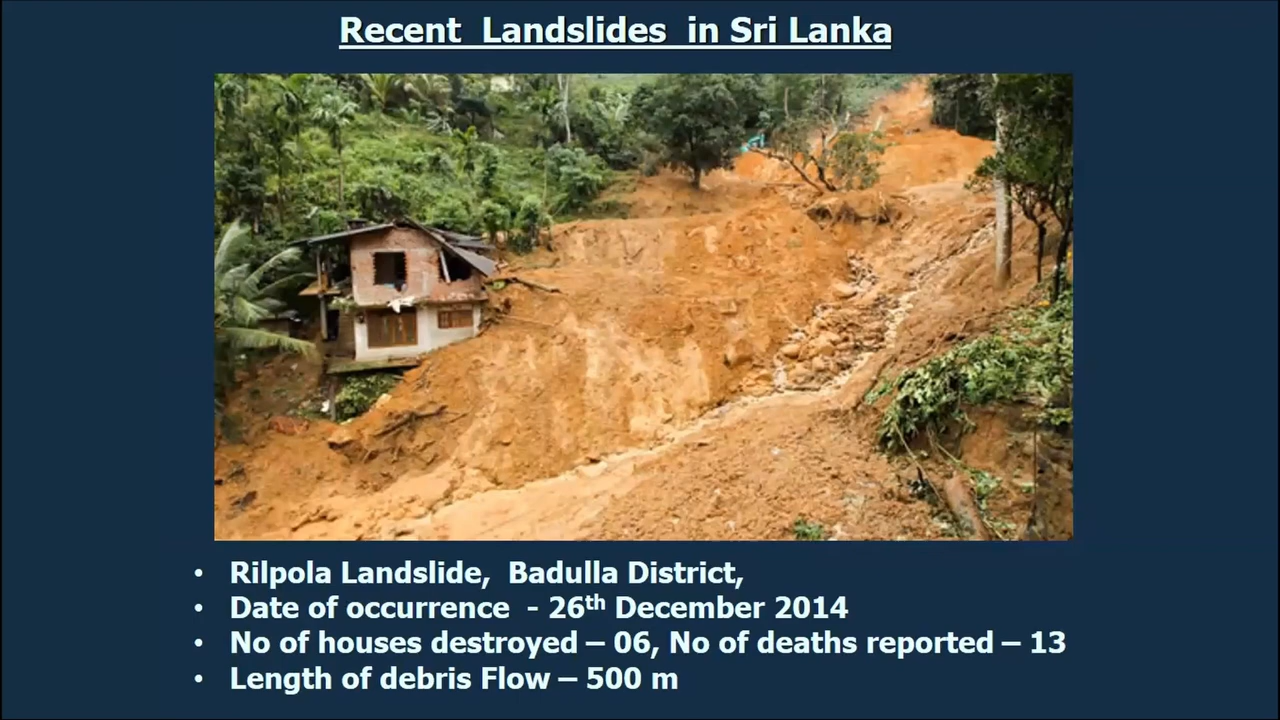 Recent Landslides in Sri Lanka
• Rilpola Landslide, Badulla District,
• Date of occurrence - 26th December 2014
• No of houses destroyed – 06, No of deaths reported – 13
• Length of debris Flow – 500 m